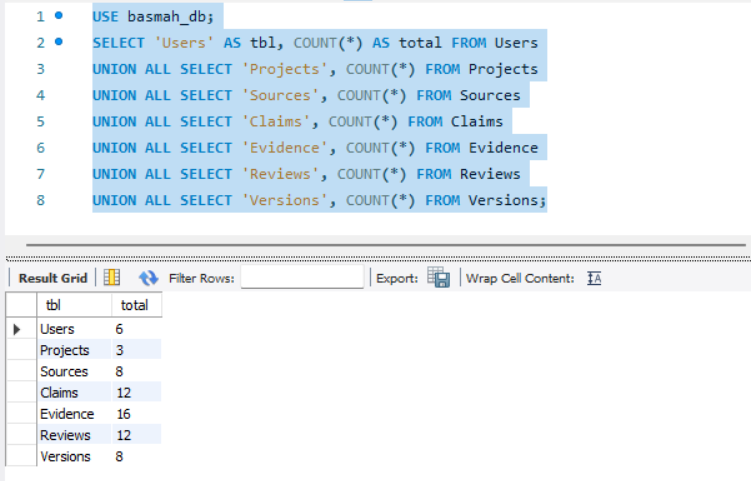 1 USE basmah_db;
2 SELECT 'Users' AS tbl, COUNT(*) AS total FROM Users
3 UNION ALL SELECT 'Projects', COUNT(*) FROM Projects
4 UNION ALL SELECT 'Sources', COUNT(*) FROM Sources
5 UNION ALL SELECT 'Claims', COUNT(*) FROM Claims
6 UNION ALL SELECT 'Evidence', COUNT(*) FROM Evidence
7 UNION ALL SELECT 'Reviews', COUNT(*) FROM Reviews
8 UNION ALL SELECT 'Versions', COUNT(*) FROM Versions;
Result Grid Filter Rows: Export: Wrap Cell Content: IA
tbl total
Users 6
Projects 3
Sources 8
Claims 12
Evidence 16
Reviews 12
Versions 8